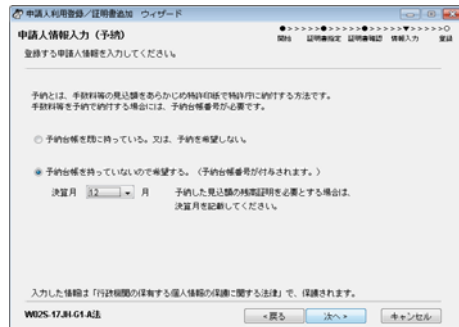 申請人利用登録／証明書追加 ウィザード
申請人情報入力（予納）
●>>>>>●>>>>>●>>>>>▼>>>>>○
開始 証明書指定 証明書確認 情報入力 登録
登録する申請人情報を入力してください。
予納とは、手数料等の見込額をあらかじめ特許印紙で特許庁に納付する方法です。
手数料等を予納で納付する場合には、予納台帳番号が必要です。
予納台帳を既に持っている。又は、予納を希望しない。
予納台帳を持っていないので希望する。（予納台帳番号が付与されます。）
決算月 12 月 予納した見込額の残高証明を必要とする場合は、
決算月を記載してください。
入力した情報は「行政機関の保有する個人情報の保護に関する法律」で、保護されます。
W02S-17JH-G1-A法 <戻る 次へ> キャンセル